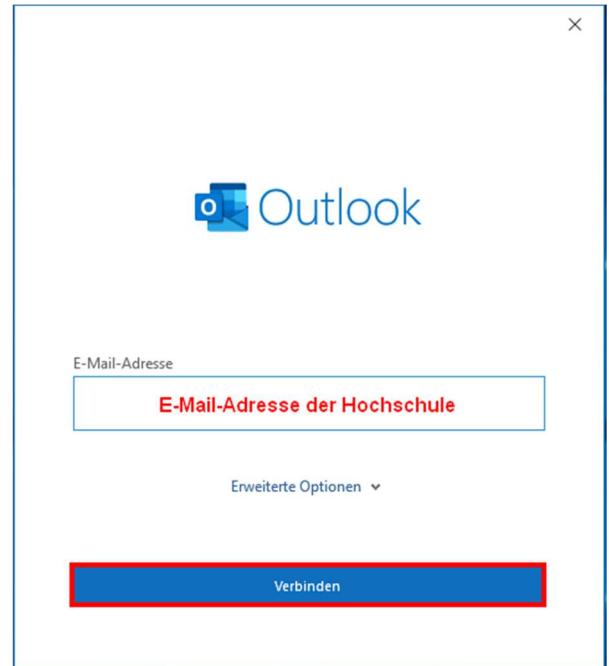 Outlook
E-Mail-Adresse
E-Mail-Adresse der Hochschule
Erweiterte Optionen
Verbinden